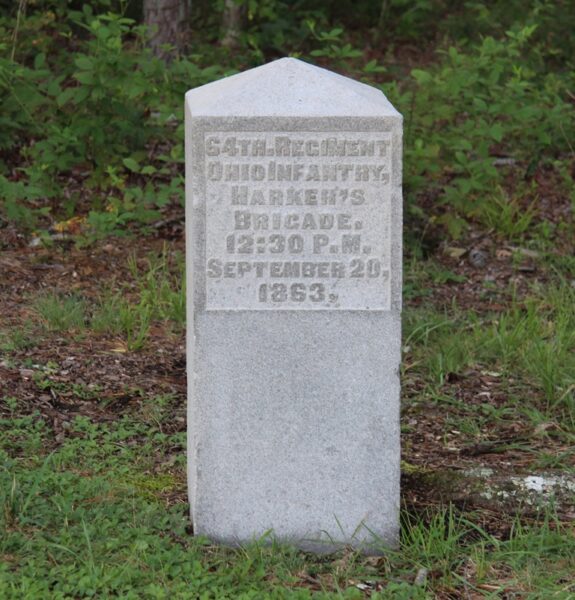 64TH. REGIMENT
OHIO INFANTRY,
HARKER'S
BRIGADE.
12:30 P.M.
SEPTEMBER 20,
1863.